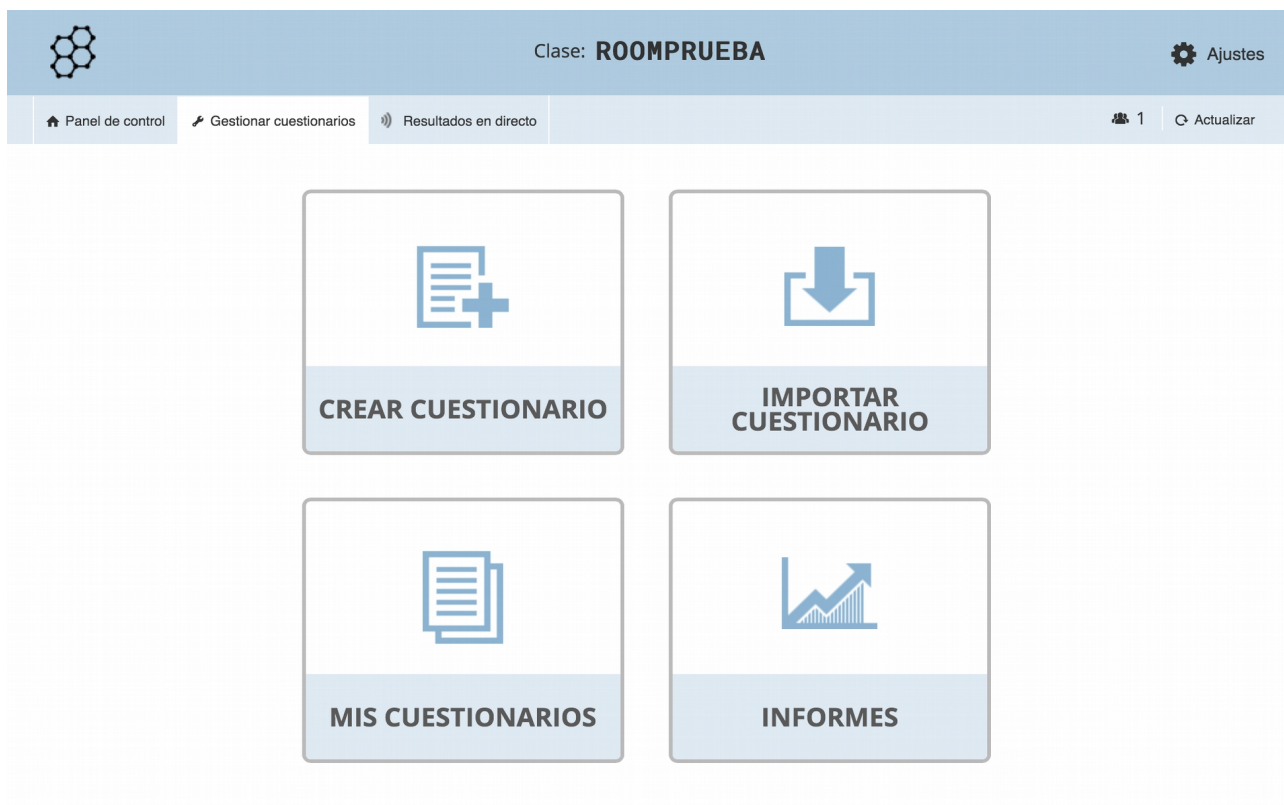 Clase: ROOMPRUEBA
Ajustes
Panel de control
Gestionar cuestionarios
Resultados en directo
1
Actualizar
CREAR CUESTIONARIO
IMPORTAR
CUESTIONARIO
MIS CUESTIONARIOS
INFORMES